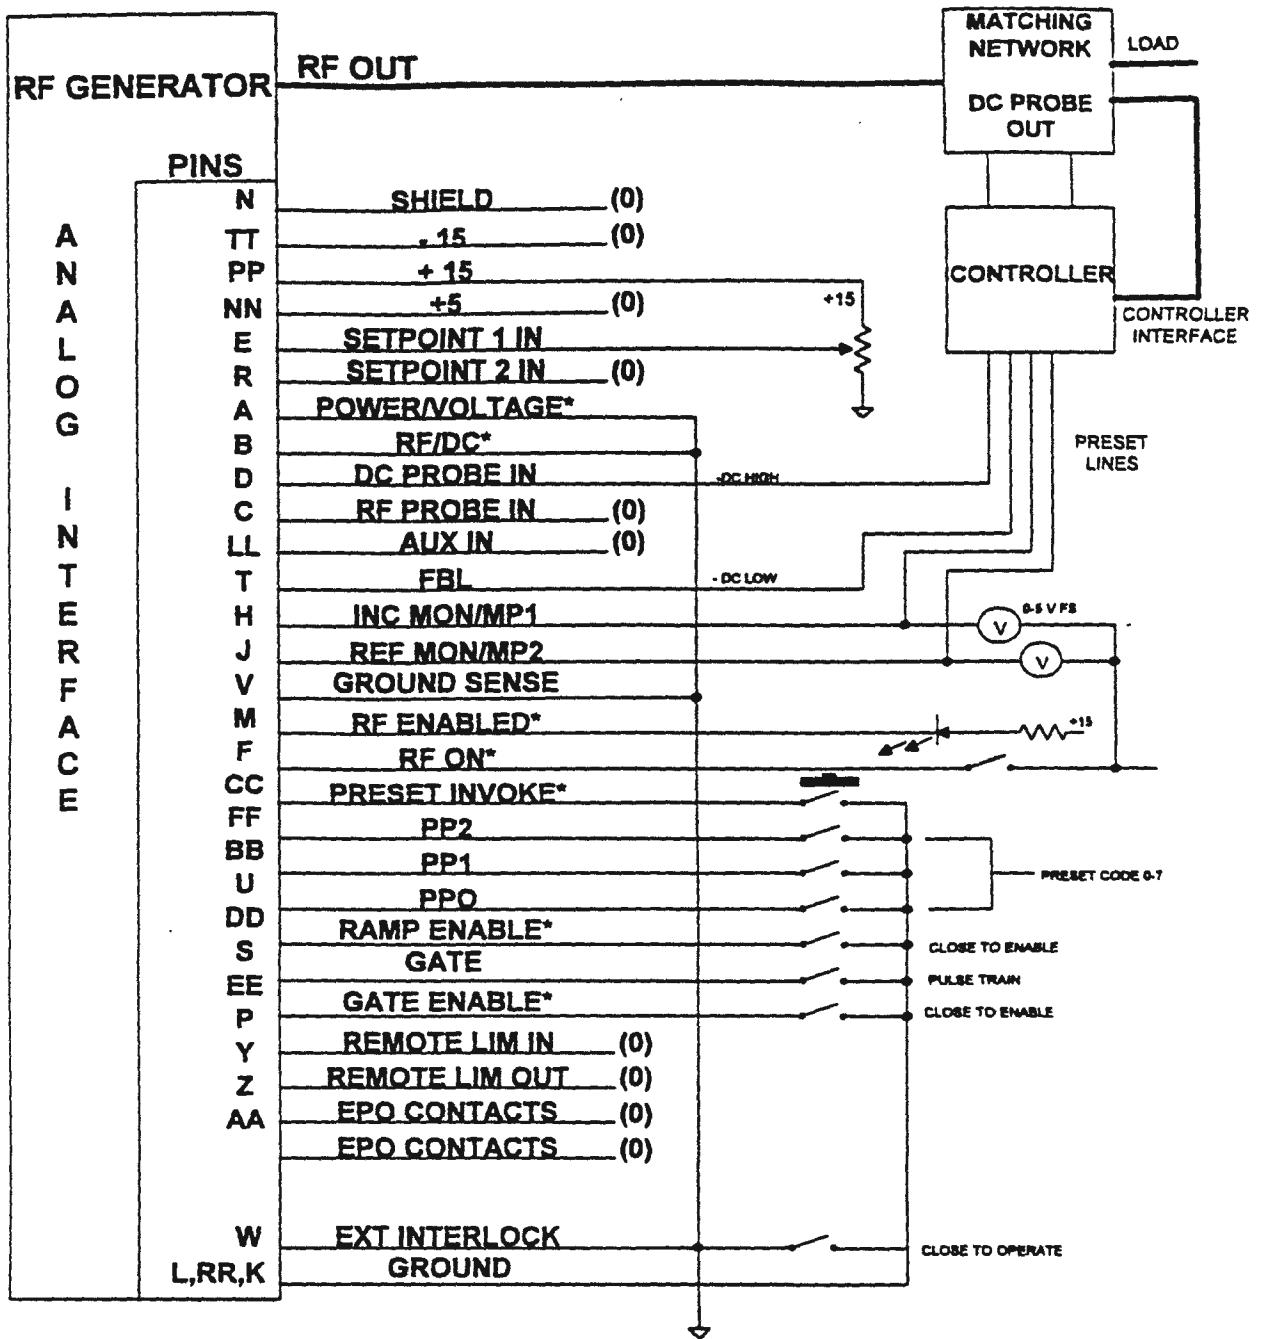 RF GENERATOR
RF OUT
MATCHING
NETWORK
LOAD
DC PROBE
OUT
PINS
ANALOG INTERFACE
N SHIELD (0)
TT - 15 (0)
PP + 15
+15
NN +5 (0)
E SETPOINT 1 IN
R SETPOINT 2 IN (0)
CONTROLLER
CONTROLLER
INTERFACE
A POWER/VOLTAGE*
B RF/DC*
PRESET
LINES
D DC PROBE IN -DC HIGH
C RF PROBE IN (0)
LL AUX IN (0)
T FBL - DC LOW
H INC MON/MP1 V 0-5 V FS
J REF MON/MP2 V
V GROUND SENSE
M RF ENABLED* +15
F RF ON*
CC PRESET INVOKE*
FF PP2
BB PP1 PRESET CODE 0-7
U PPO
DD RAMP ENABLE* CLOSE TO ENABLE
S GATE PULSE TRAIN
EE GATE ENABLE* CLOSE TO ENABLE
P REMOTE LIM IN (0)
Y REMOTE LIM OUT (0)
Z EPO CONTACTS (0)
AA EPO CONTACTS (0)
W EXT INTERLOCK CLOSE TO OPERATE
L,RR,K GROUND